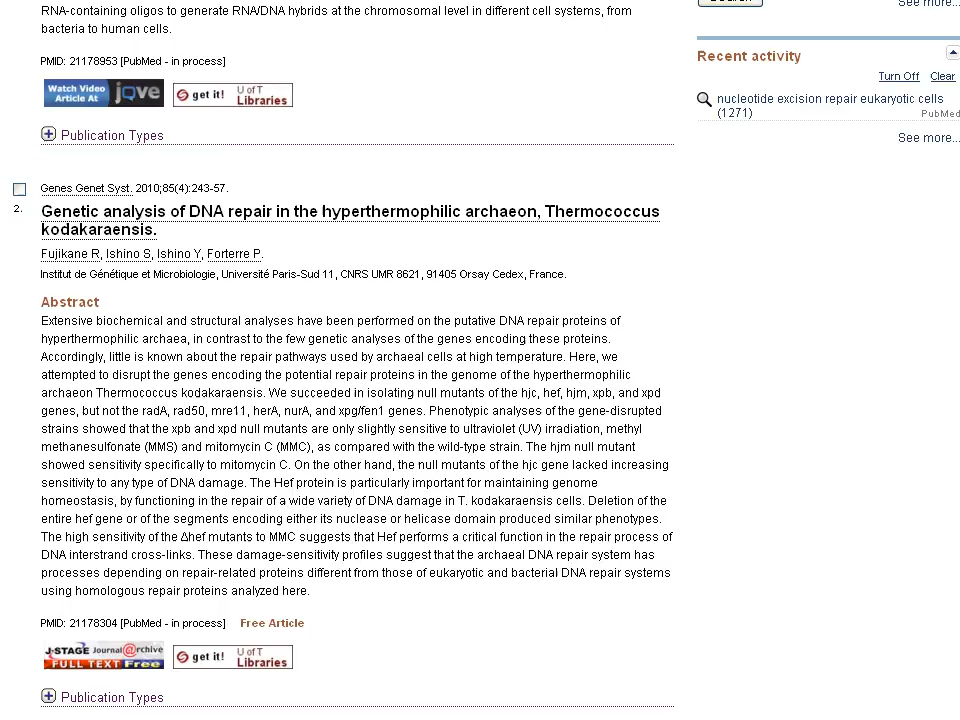 RNA-containing oligos to generate RNA/DNA hybrids at the chromosomal level in different cell systems, from
bacteria to human cells.
PMID: 21178953 [PubMed - in process]
Watch Video
Article At
jove
get it!
U of T
Libraries
Publication Types
Genes Genet Syst. 2010;85(4):243-57.
2.
Genetic analysis of DNA repair in the hyperthermophilic archaeon, Thermococcus
kodakaraensis.
Fujikane R, Ishino S, Ishino Y, Forterre P.
Institut de Génétique et Microbiologie, Université Paris-Sud 11, CNRS UMR 8621, 91405 Orsay Cedex, France.
Abstract
Extensive biochemical and structural analyses have been performed on the putative DNA repair proteins of
hyperthermophilic archaea, in contrast to the few genetic analyses of the genes encoding these proteins.
Accordingly, little is known about the repair pathways used by archaeal cells at high temperature. Here, we
attempted to disrupt the genes encoding the potential repair proteins in the genome of the hyperthermophilic
archaeon Thermococcus kodakaraensis. We succeeded in isolating null mutants of the hjc, hef, hjm, xpb, and xpd
genes, but not the radA, rad50, mre11, herA, nurA, and xpg/fen1 genes. Phenotypic analyses of the gene-disrupted
strains showed that the xpb and xpd null mutants are only slightly sensitive to ultraviolet (UV) irradiation, methyl
methanesulfonate (MMS) and mitomycin C (MMC), as compared with the wild-type strain. The hjm null mutant
showed sensitivity specifically to mitomycin C. On the other hand, the null mutants of the hjc gene lacked increasing
sensitivity to any type of DNA damage. The Hef protein is particularly important for maintaining genome
homeostasis, by functioning in the repair of a wide variety of DNA damage in T. kodakaraensis cells. Deletion of the
entire hef gene or of the segments encoding either its nuclease or helicase domain produced similar phenotypes.
The high sensitivity of the Δhef mutants to MMC suggests that Hef performs a critical function in the repair process of
DNA interstrand cross-links. These damage-sensitivity profiles suggest that the archaeal DNA repair system has
processes depending on repair-related proteins different from those of eukaryotic and bacterial DNA repair systems
using homologous repair proteins analyzed here.
PMID: 21178304 [PubMed - in process] Free Article
J-STAGE Journal@rchive
FULL TEXT Free
get it!
U of T
Libraries
Publication Types
Search
See more...
Recent activity
Turn Off Clear
nucleotide excision repair eukaryotic cells
(1271)
PubMed
See more...